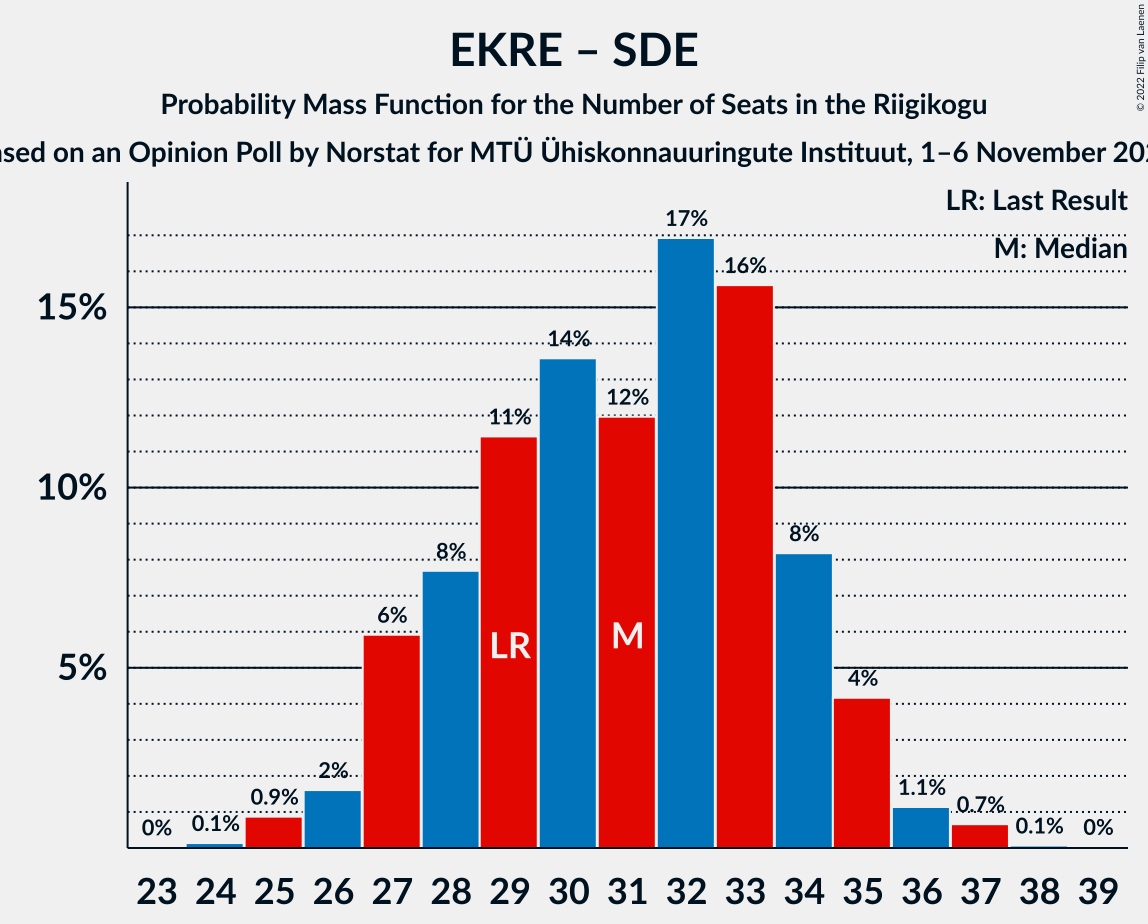 EKRE – SDE
Probability Mass Function for the Number of Seats in the Riigikogu
on an Opinion Poll by Norstat for MTÜ Ühiskonnauuringute Instituut, 1–6 November
© 2022 Filip van Laenen
LR: Last Result
M: Median
15%
10%
5%
0%
0.1%
0.9%
2%
6%
8%
11%
14%
12%
17%
16%
8%
4%
1.1%
0.7%
0.1%
0%
LR
M
23 24 25 26 27 28 29 30 31 32 33 34 35 36 37 38 39